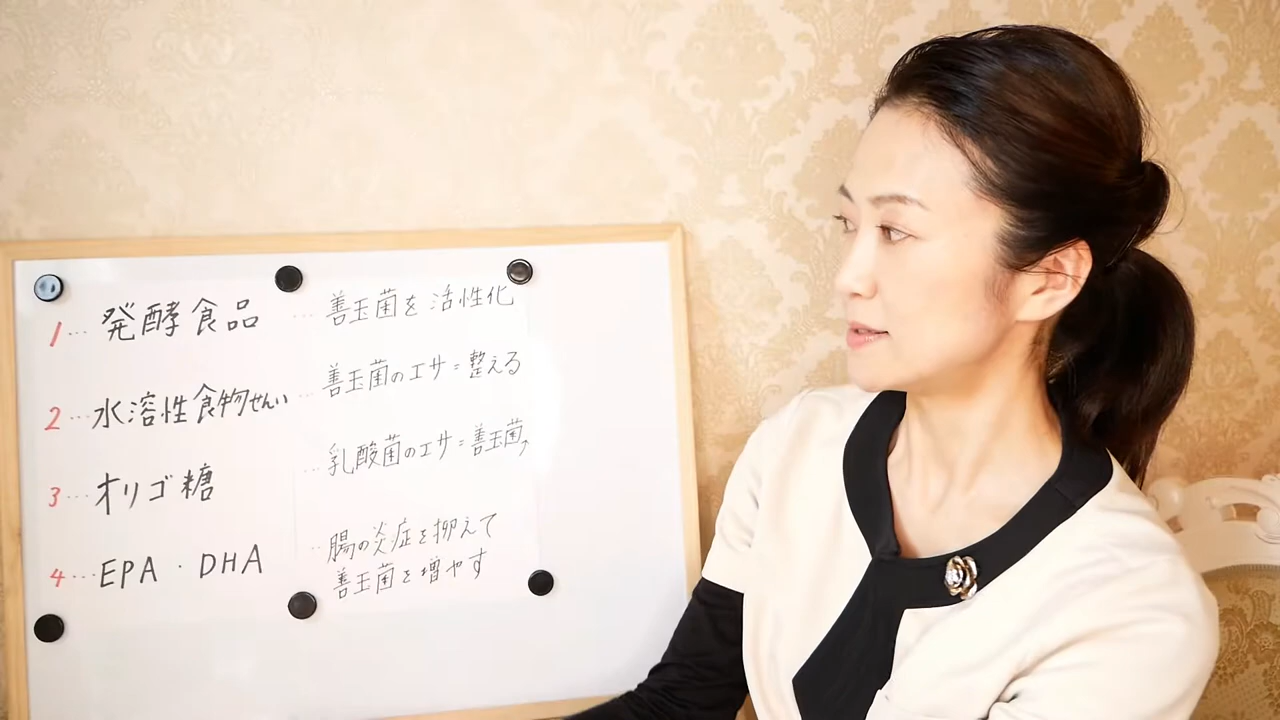 1… 発酵食品 … 善玉菌を活性化
2… 水溶性食物せんい … 善玉菌のエサ=整える
3… オリゴ糖 … 乳酸菌のエサ=善玉菌↗
4… EPA・DHA … 腸の炎症を抑えて
善玉菌を増やす